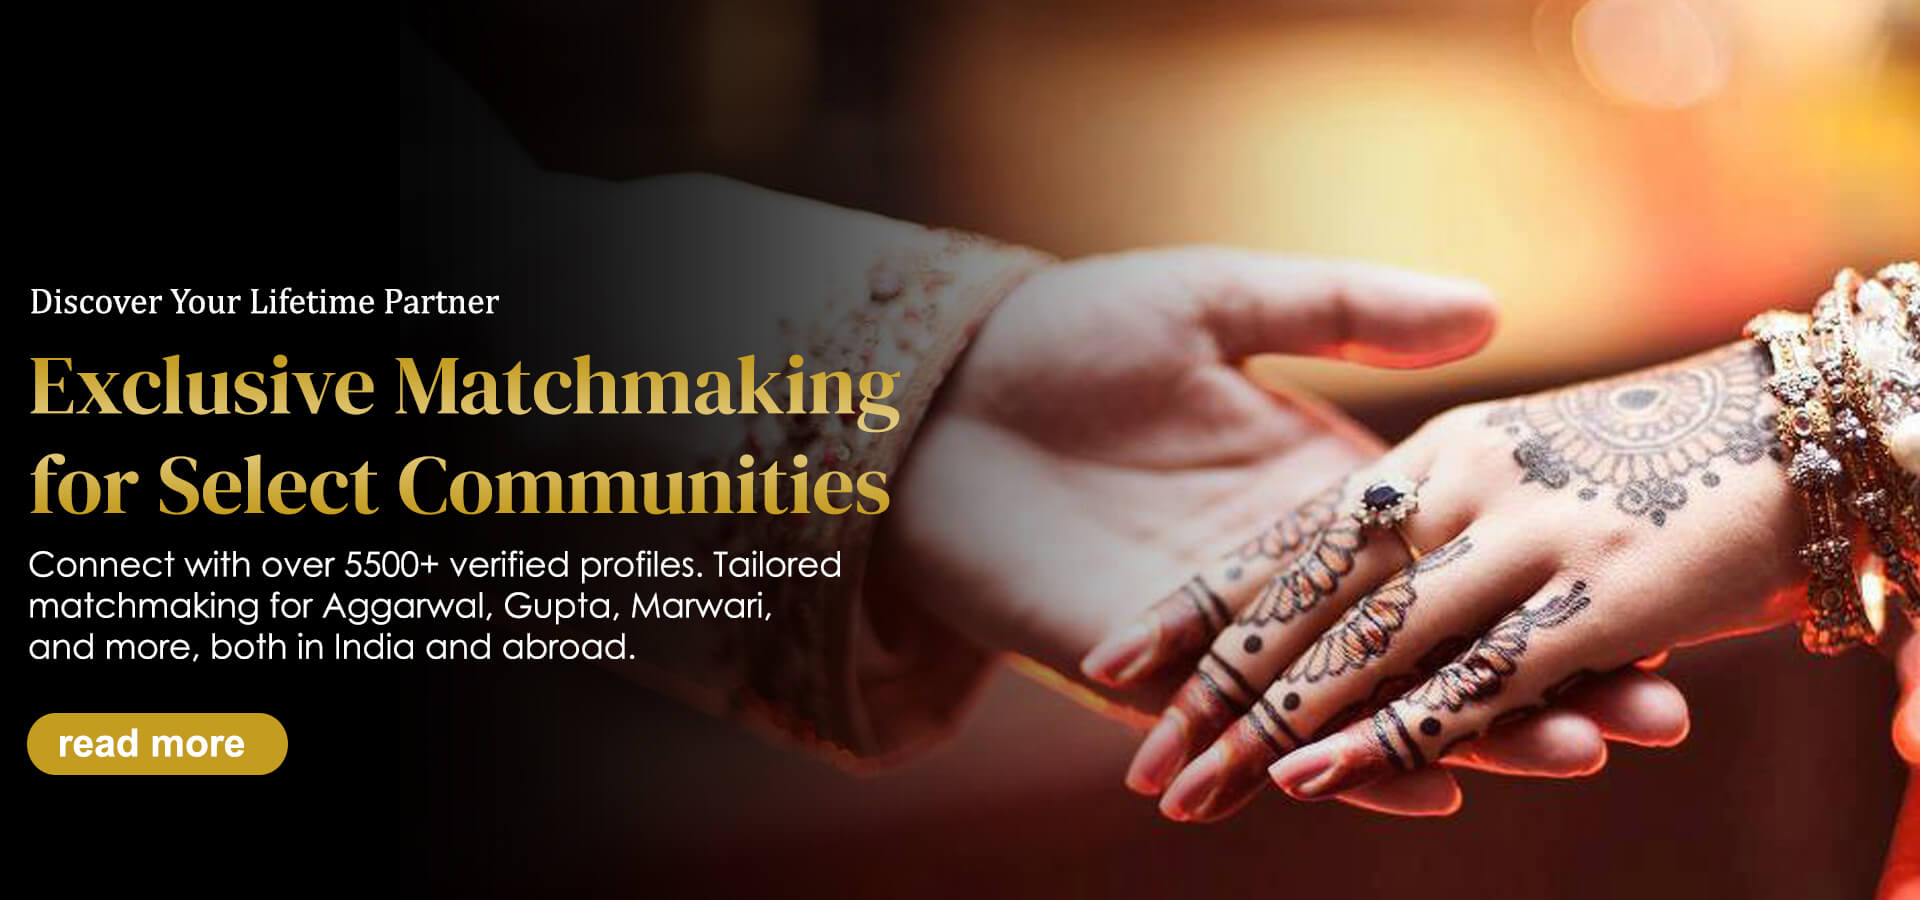 Discover Your Lifetime Partner
Exclusive Matchmaking
for Select Communities
Connect with over 5500+ verified profiles. Tailored
matchmaking for Aggarwal, Gupta, Marwari,
and more, both in India and abroad.
read more